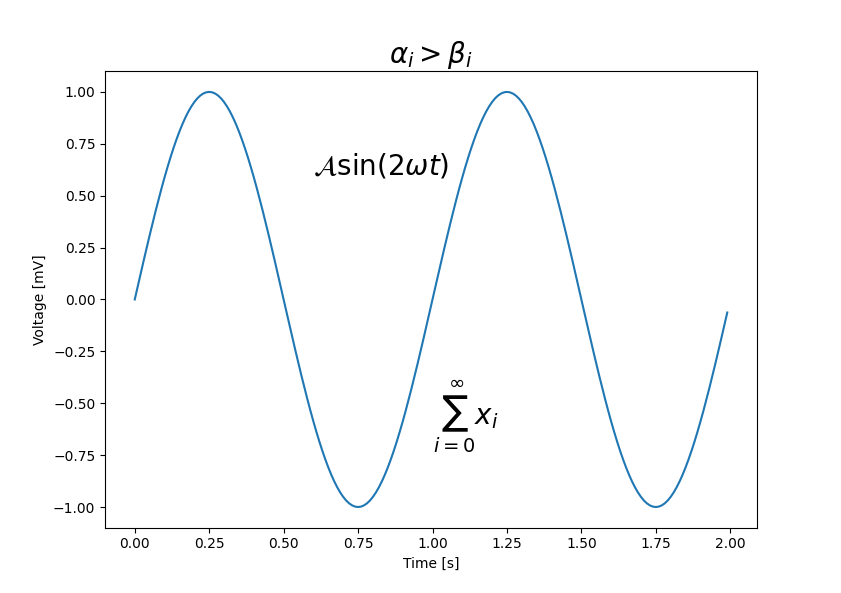 αᵢ > βᵢ
1.00
0.75
𝒜sin(2ωt)
0.50
0.25
0.00
Voltage [mV]
−0.25
−0.50
−0.75
−1.00
∞
∑ xᵢ
i = 0
0.00 0.25 0.50 0.75 1.00 1.25 1.50 1.75 2.00
Time [s]